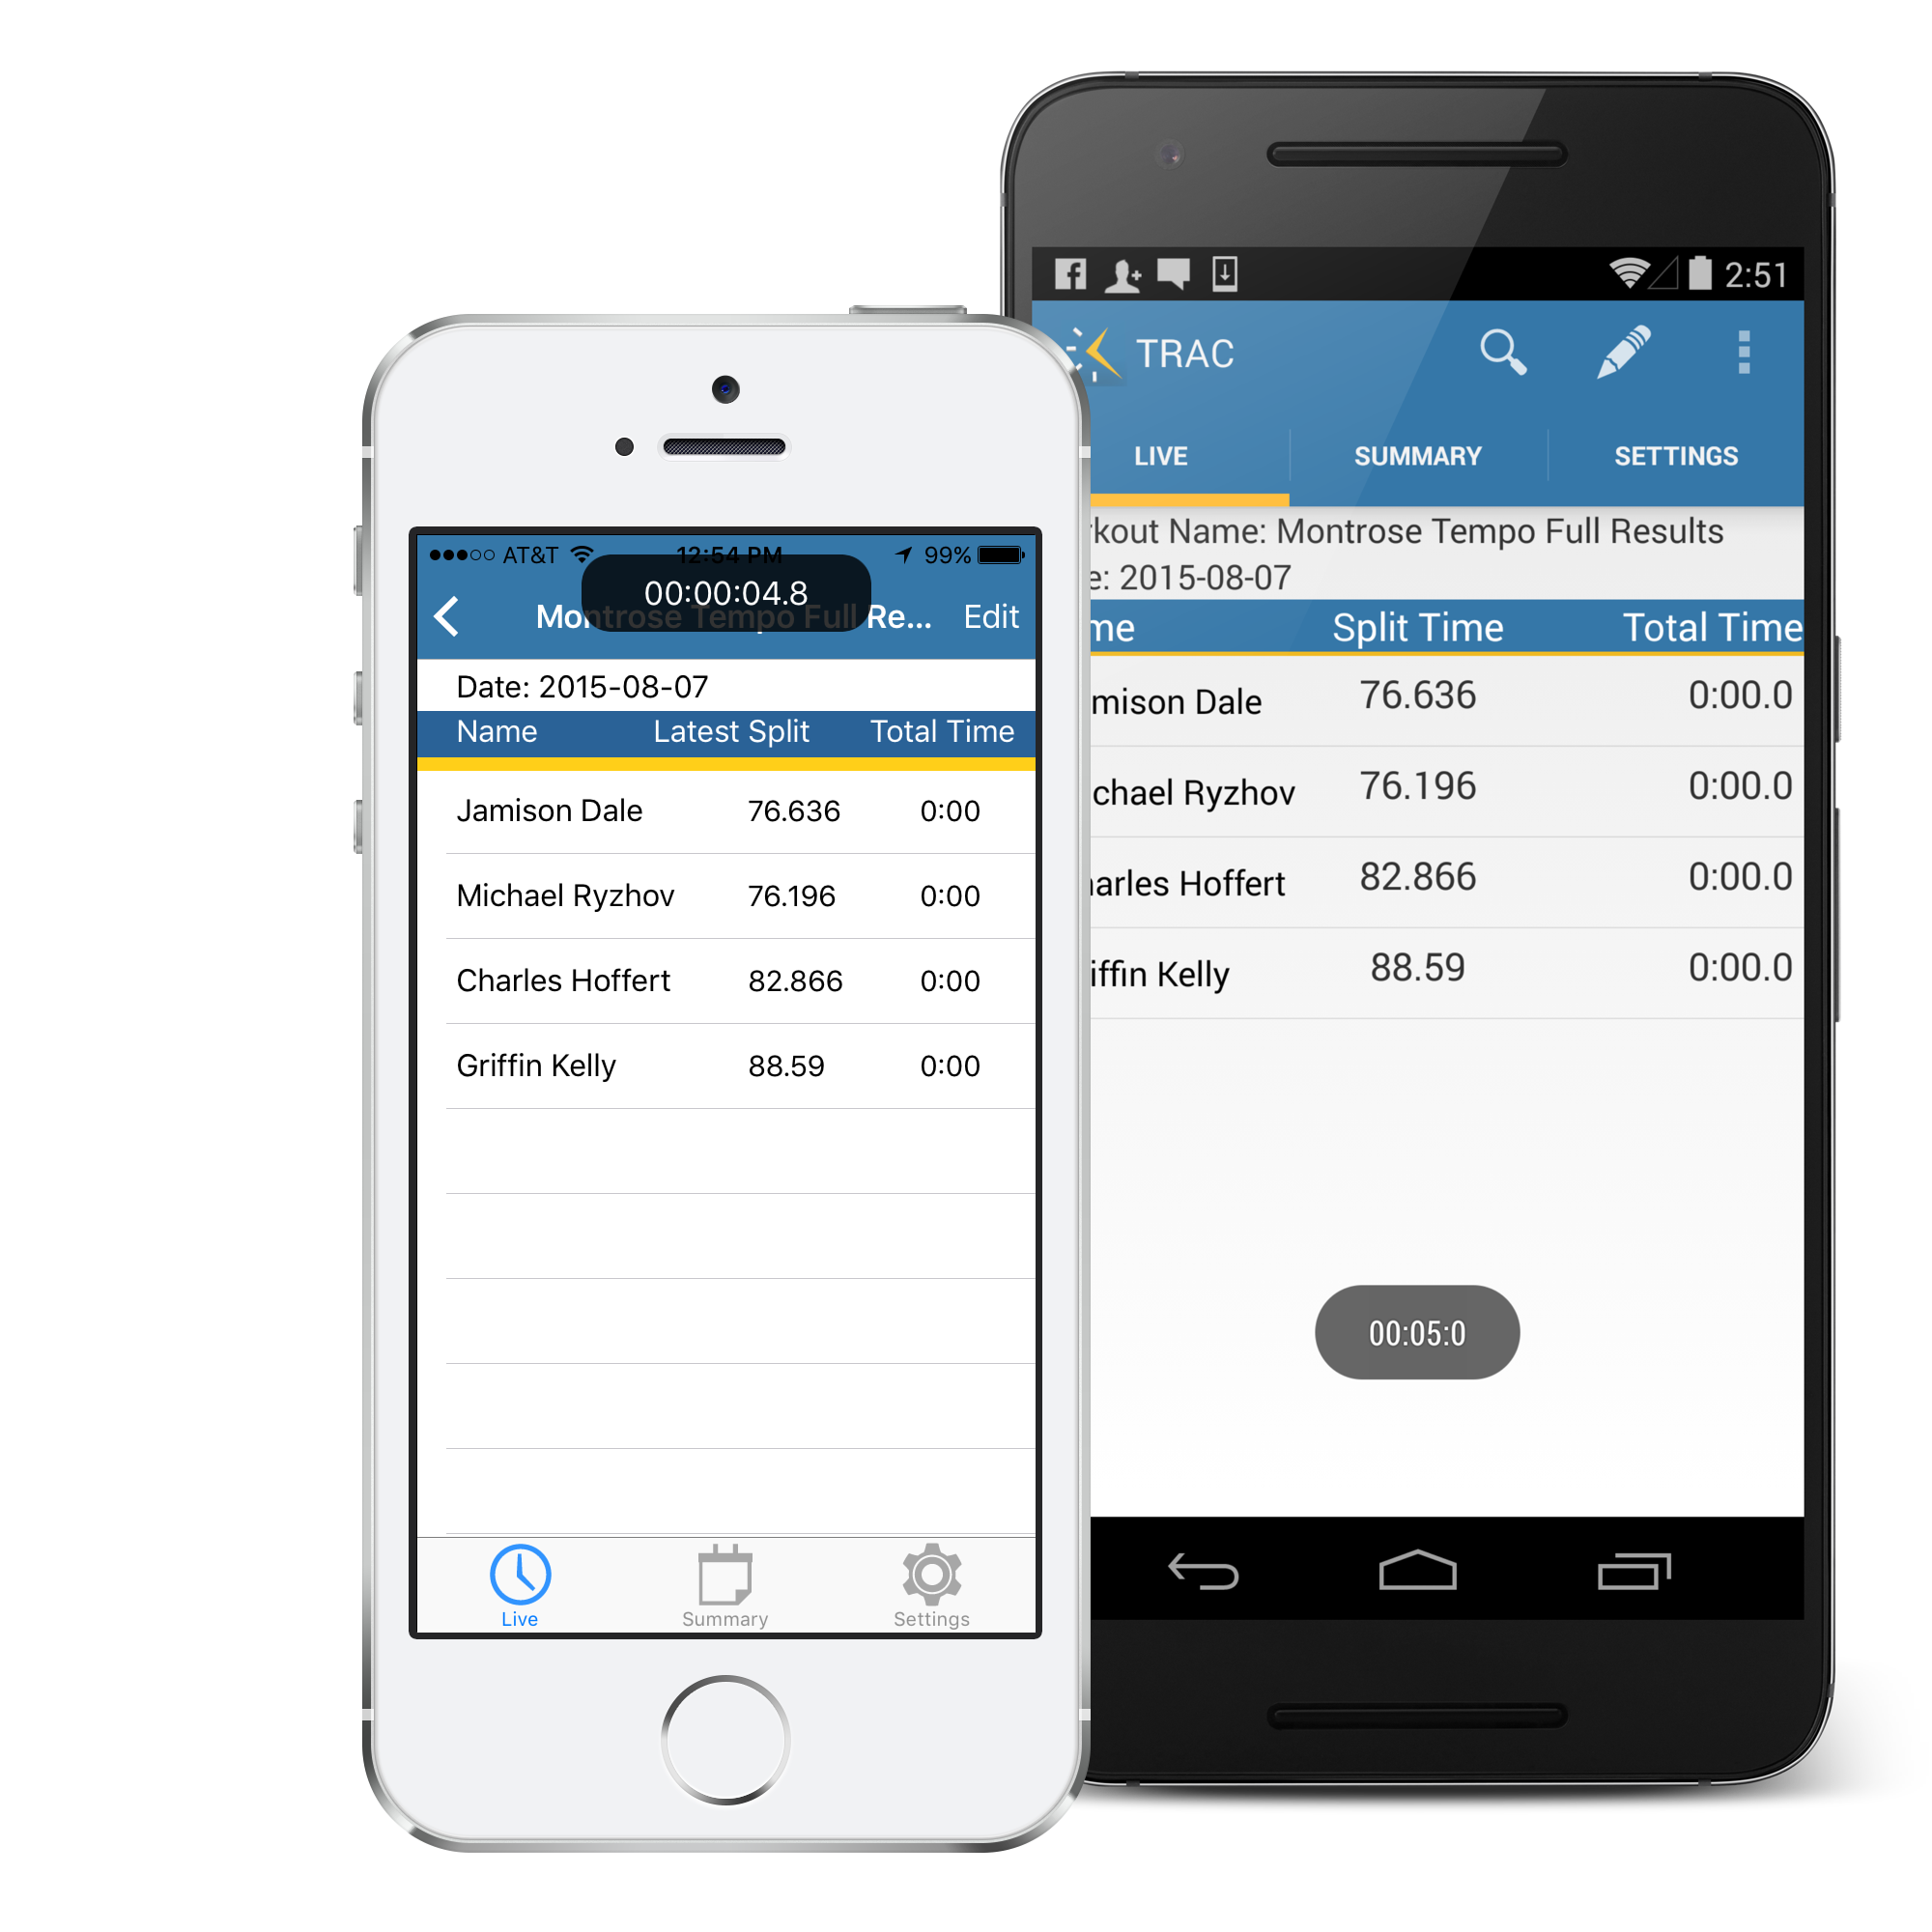 AT&T 12:54 PM 99%
00:00:04.8
Montrose Tempo Full Re... Edit
Date: 2015-08-07
Name Latest Split Total Time
Jamison Dale 76.636 0:00
Michael Ryzhov 76.196 0:00
Charles Hoffert 82.866 0:00
Griffin Kelly 88.59 0:00
Live Summary Settings
2:51
TRAC
LIVE SUMMARY SETTINGS
rkout Name: Montrose Tempo Full Results
e: 2015-08-07
me Split Time Total Time
mison Dale 76.636 0:00.0
chael Ryzhov 76.196 0:00.0
arles Hoffert 82.866 0:00.0
iffin Kelly 88.59 0:00.0
00:05:0